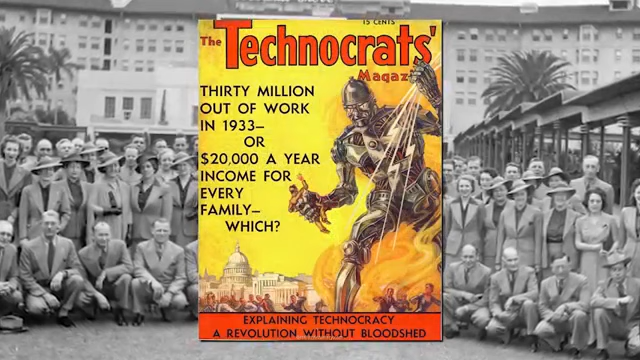 15 CENTS
The Technocrats'
Magaz
THIRTY MILLION
OUT OF WORK
IN 1933—
OR
$20,000 A YEAR
INCOME FOR
EVERY
FAMILY—
WHICH?
EXPLAINING TECHNOCRACY
A REVOLUTION WITHOUT BLOODSHED